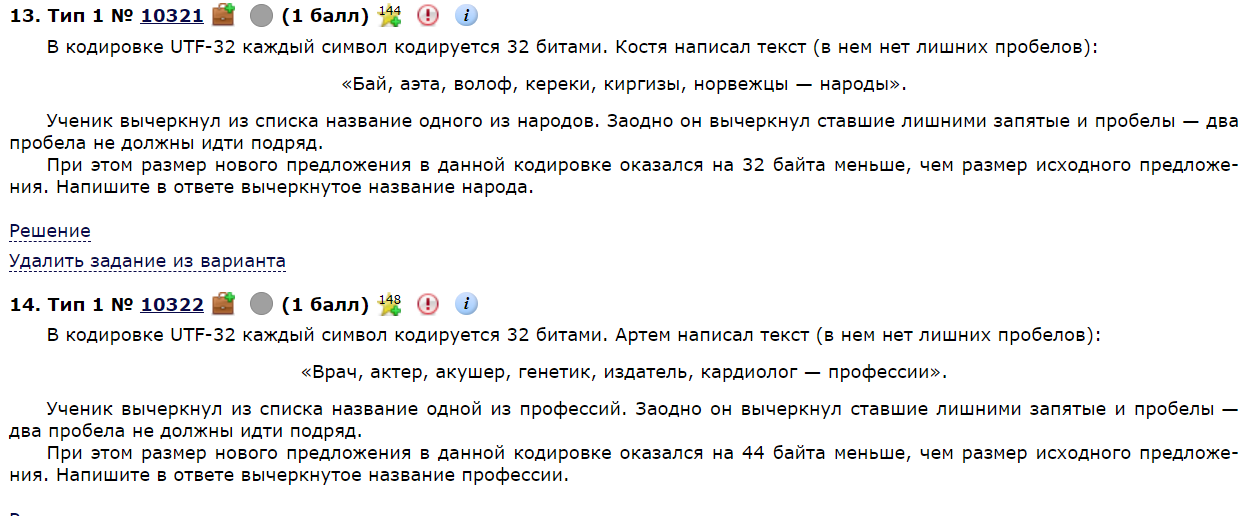 13. Тип 1 № 10321 (1 балл) 144
В кодировке UTF-32 каждый символ кодируется 32 битами. Костя написал текст (в нем нет лишних пробелов):
«Бай, аэта, волоф, кереки, киргизы, норвежцы — народы».
Ученик вычеркнул из списка название одного из народов. Заодно он вычеркнул ставшие лишними запятые и пробелы — два
пробела не должны идти подряд.
При этом размер нового предложения в данной кодировке оказался на 32 байта меньше, чем размер исходного предложе-
ния. Напишите в ответе вычеркнутое название народа.
Решение
Удалить задание из варианта
14. Тип 1 № 10322 (1 балл) 148
В кодировке UTF-32 каждый символ кодируется 32 битами. Артем написал текст (в нем нет лишних пробелов):
«Врач, актер, акушер, генетик, издатель, кардиолог — профессии».
Ученик вычеркнул из списка название одной из профессий. Заодно он вычеркнул ставшие лишними запятые и пробелы —
два пробела не должны идти подряд.
При этом размер нового предложения в данной кодировке оказался на 44 байта меньше, чем размер исходного предложе-
ния. Напишите в ответе вычеркнутое название профессии.